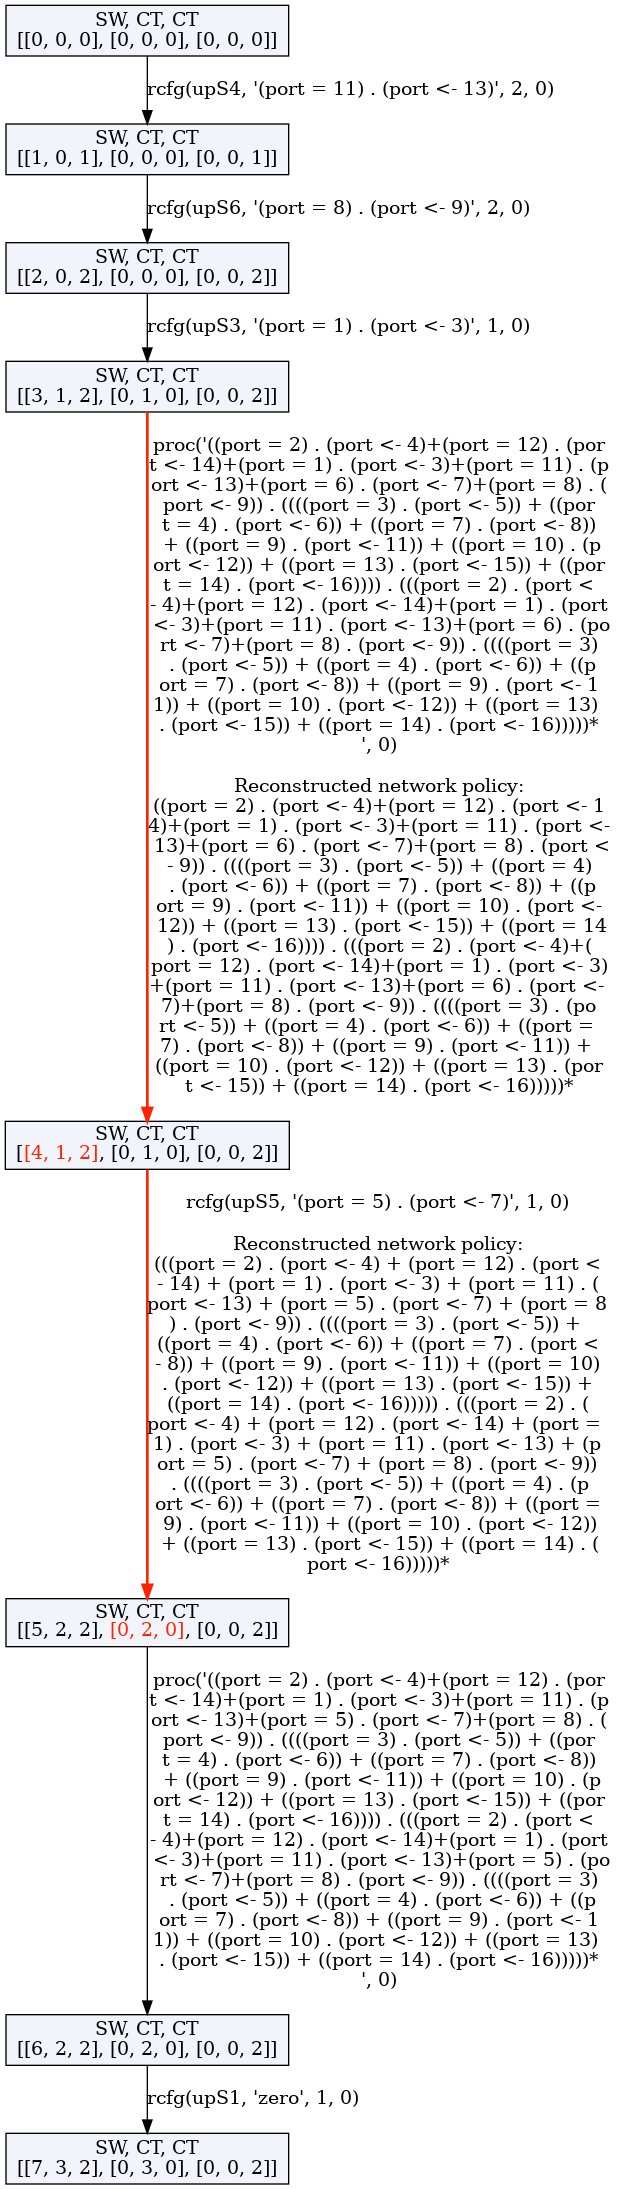 SW, CT, CT
[[0, 0, 0], [0, 0, 0], [0, 0, 0]]
rcfg(upS4, '(port = 11) . (port <- 13)', 2, 0)
SW, CT, CT
[[1, 0, 1], [0, 0, 0], [0, 0, 1]]
rcfg(upS6, '(port = 8) . (port <- 9)', 2, 0)
SW, CT, CT
[[2, 0, 2], [0, 0, 0], [0, 0, 2]]
rcfg(upS3, '(port = 1) . (port <- 3)', 1, 0)
SW, CT, CT
[[3, 1, 2], [0, 1, 0], [0, 0, 2]]
proc('((port = 2) . (port <- 4)+(port = 12) . (por
t <- 14)+(port = 1) . (port <- 3)+(port = 11) . (p
ort <- 13)+(port = 6) . (port <- 7)+(port = 8) . (
port <- 9)) . ((((port = 3) . (port <- 5)) + ((por
t = 4) . (port <- 6)) + ((port = 7) . (port <- 8))
+ ((port = 9) . (port <- 11)) + ((port = 10) . (p
ort <- 12)) + ((port = 13) . (port <- 15)) + ((por
t = 14) . (port <- 16)))) . (((port = 2) . (port <
- 4)+(port = 12) . (port <- 14)+(port = 1) . (port
<- 3)+(port = 11) . (port <- 13)+(port = 6) . (po
rt <- 7)+(port = 8) . (port <- 9)) . ((((port = 3)
. (port <- 5)) + ((port = 4) . (port <- 6)) + ((p
ort = 7) . (port <- 8)) + ((port = 9) . (port <- 1
1)) + ((port = 10) . (port <- 12)) + ((port = 13)
. (port <- 15)) + ((port = 14) . (port <- 16)))))*
', 0)
Reconstructed network policy:
((port = 2) . (port <- 4)+(port = 12) . (port <- 1
4)+(port = 1) . (port <- 3)+(port = 11) . (port <-
13)+(port = 6) . (port <- 7)+(port = 8) . (port <
- 9)) . ((((port = 3) . (port <- 5)) + ((port = 4)
. (port <- 6)) + ((port = 7) . (port <- 8)) + ((p
ort = 9) . (port <- 11)) + ((port = 10) . (port <-
12)) + ((port = 13) . (port <- 15)) + ((port = 14
) . (port <- 16)))) . (((port = 2) . (port <- 4)+(
port = 12) . (port <- 14)+(port = 1) . (port <- 3)
+(port = 11) . (port <- 13)+(port = 6) . (port <-
7)+(port = 8) . (port <- 9)) . ((((port = 3) . (po
rt <- 5)) + ((port = 4) . (port <- 6)) + ((port =
7) . (port <- 8)) + ((port = 9) . (port <- 11)) +
((port = 10) . (port <- 12)) + ((port = 13) . (por
t <- 15)) + ((port = 14) . (port <- 16)))))*
SW, CT, CT
[[4, 1, 2], [0, 1, 0], [0, 0, 2]]
rcfg(upS5, '(port = 5) . (port <- 7)', 1, 0)
Reconstructed network policy:
(((port = 2) . (port <- 4) + (port = 12) . (port <
- 14) + (port = 1) . (port <- 3) + (port = 11) . (
port <- 13) + (port = 5) . (port <- 7) + (port = 8
) . (port <- 9)) . ((((port = 3) . (port <- 5)) +
((port = 4) . (port <- 6)) + ((port = 7) . (port <
- 8)) + ((port = 9) . (port <- 11)) + ((port = 10)
. (port <- 12)) + ((port = 13) . (port <- 15)) +
((port = 14) . (port <- 16))))) . (((port = 2) . (
port <- 4) + (port = 12) . (port <- 14) + (port =
1) . (port <- 3) + (port = 11) . (port <- 13) + (p
ort = 5) . (port <- 7) + (port = 8) . (port <- 9))
. ((((port = 3) . (port <- 5)) + ((port = 4) . (p
ort <- 6)) + ((port = 7) . (port <- 8)) + ((port =
9) . (port <- 11)) + ((port = 10) . (port <- 12))
+ ((port = 13) . (port <- 15)) + ((port = 14) . (
port <- 16)))))*
SW, CT, CT
[[5, 2, 2], [0, 2, 0], [0, 0, 2]]
proc('((port = 2) . (port <- 4)+(port = 12) . (por
t <- 14)+(port = 1) . (port <- 3)+(port = 11) . (p
ort <- 13)+(port = 5) . (port <- 7)+(port = 8) . (
port <- 9)) . ((((port = 3) . (port <- 5)) + ((por
t = 4) . (port <- 6)) + ((port = 7) . (port <- 8))
+ ((port = 9) . (port <- 11)) + ((port = 10) . (p
ort <- 12)) + ((port = 13) . (port <- 15)) + ((por
t = 14) . (port <- 16)))) . (((port = 2) . (port <
- 4)+(port = 12) . (port <- 14)+(port = 1) . (port
<- 3)+(port = 11) . (port <- 13)+(port = 5) . (po
rt <- 7)+(port = 8) . (port <- 9)) . ((((port = 3)
. (port <- 5)) + ((port = 4) . (port <- 6)) + ((p
ort = 7) . (port <- 8)) + ((port = 9) . (port <- 1
1)) + ((port = 10) . (port <- 12)) + ((port = 13)
. (port <- 15)) + ((port = 14) . (port <- 16)))))*
', 0)
SW, CT, CT
[[6, 2, 2], [0, 2, 0], [0, 0, 2]]
rcfg(upS1, 'zero', 1, 0)
SW, CT, CT
[[7, 3, 2], [0, 3, 0], [0, 0, 2]]